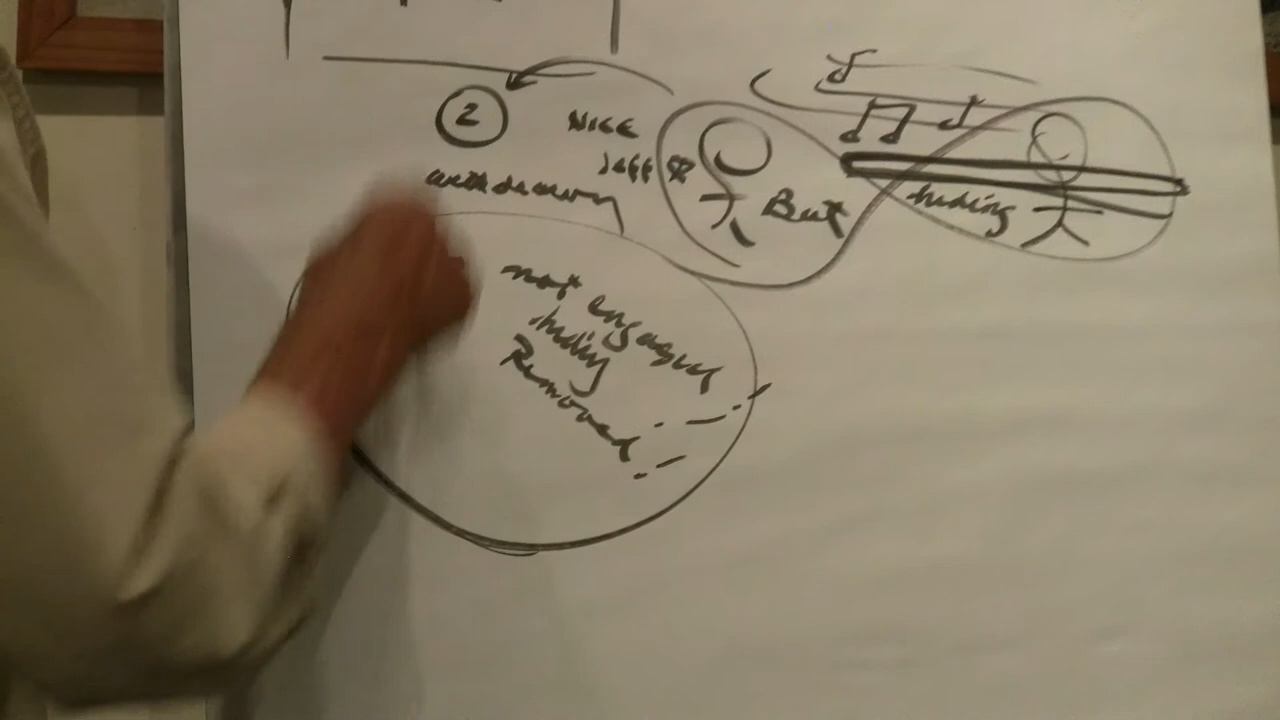 2
Nice
Jeff
withdrawn
But
hiding
not engaged
hiding
Removed